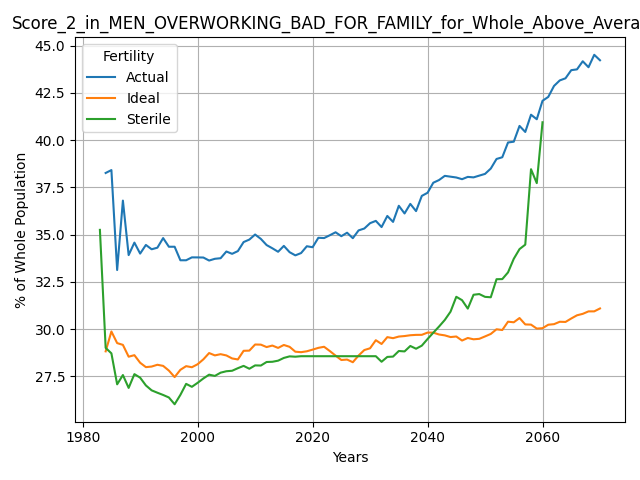 Score_2_in_MEN_OVERWORKING_BAD_FOR_FAMILY_for_Whole_Above_Avera
Fertility
Actual
Ideal
Sterile
% of Whole Population
45.0
42.5
40.0
37.5
35.0
32.5
30.0
27.5
1980
2000
2020
2040
2060
Years